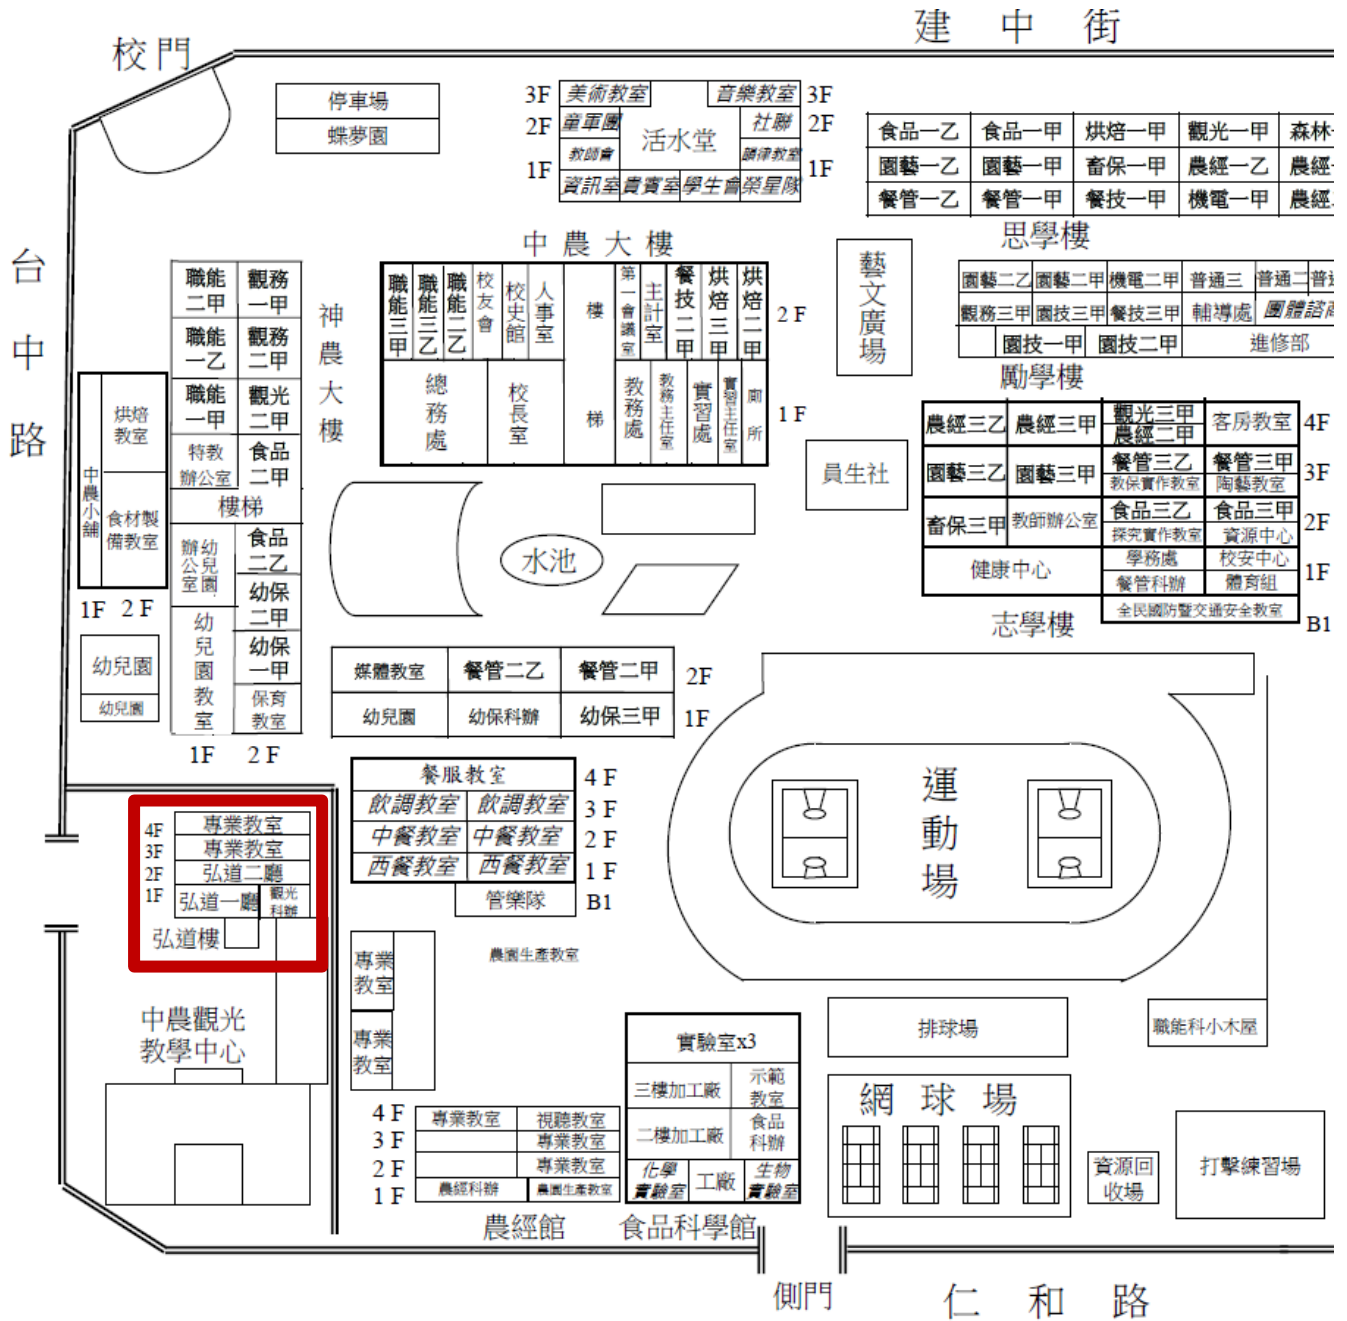 建中街
校門
停車場
蝶夢園
3F 美術教室 音樂教室 3F
2F 童軍團 活水堂 社聯 2F
1F 教師會 韻律教室 1F
資訊室 貴賓室 學生會 榮星隊
食品一乙 食品一甲 烘焙一甲 觀光一甲 森林
園藝一乙 園藝一甲 畜保一甲 農經一乙 農經
餐管一乙 餐管一甲 餐技一甲 機電一甲 農經
思學樓
台中路
中農大樓
職能三甲 職能三乙 職能二乙 校友會 校史館 人事室 樓梯 第一會議室 主計室 餐技二甲 烘焙三甲 烘焙二甲 2F
總務處 校長室 教務處 教務主任室 實習處 實習主任室 廁所 1F
藝文廣場
園藝二乙 園藝二甲 機電二甲 普通三 普通二 普通
觀務三甲 園技三甲 餐技三甲 輔導處 團體諮商
園技一甲 園技二甲 進修部
勵學樓
神農大樓
職能二甲 觀務一甲
職能一乙 觀務二甲
職能一甲 觀光二甲
特教辦公室 食品二甲
樓梯
幼兒園辦公室 食品二乙
幼兒園教室 幼保二甲
幼保一甲
保育教室
1F 2F
中農小舖 烘焙教室
食材製備教室
1F 2F
幼兒園
幼兒園
農經三乙 農經三甲 觀光三甲 農經二甲 客房教室 4F
園藝三乙 園藝三甲 餐管三乙 教保實作教室 餐管三甲 陶藝教室 3F
畜保三甲 教師辦公室 食品三乙 探究實作教室 食品三甲 資源中心 2F
健康中心 學務處 校安中心 1F
餐管科辦 體育組
全民國防暨交通安全教室 B1
志學樓
員生社
水池
媒體教室 餐管二乙 餐管二甲 2F
幼兒園 幼保科辦 幼保三甲 1F
餐服教室 4F
飲調教室 飲調教室 3F
中餐教室 中餐教室 2F
西餐教室 西餐教室 1F
管樂隊 B1
運動場
4F 專業教室
3F 專業教室
2F 弘道二廳
1F 弘道一廳 觀光科辦
弘道樓
中農觀光
教學中心
專業教室
專業教室
農園生產教室
排球場
職能科小木屋
實驗室x3
三樓加工廠 示範教室
二樓加工廠 食品科辦
化學實驗室 工廠 生物實驗室
食品科學館
4F 專業教室 視聽教室
3F 專業教室
2F 專業教室
1F 農經科辦 農園生產教室
農經館
網球場
資源回收場
打擊練習場
側門
仁和路